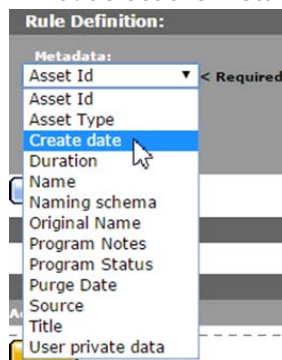 Rule Definition:
Metadata:
Asset Id
< Required
Asset Id
Asset Type
Create date
Duration
Name
Naming schema
Original Name
Program Notes
Program Status
Purge Date
Source
Title
User private data